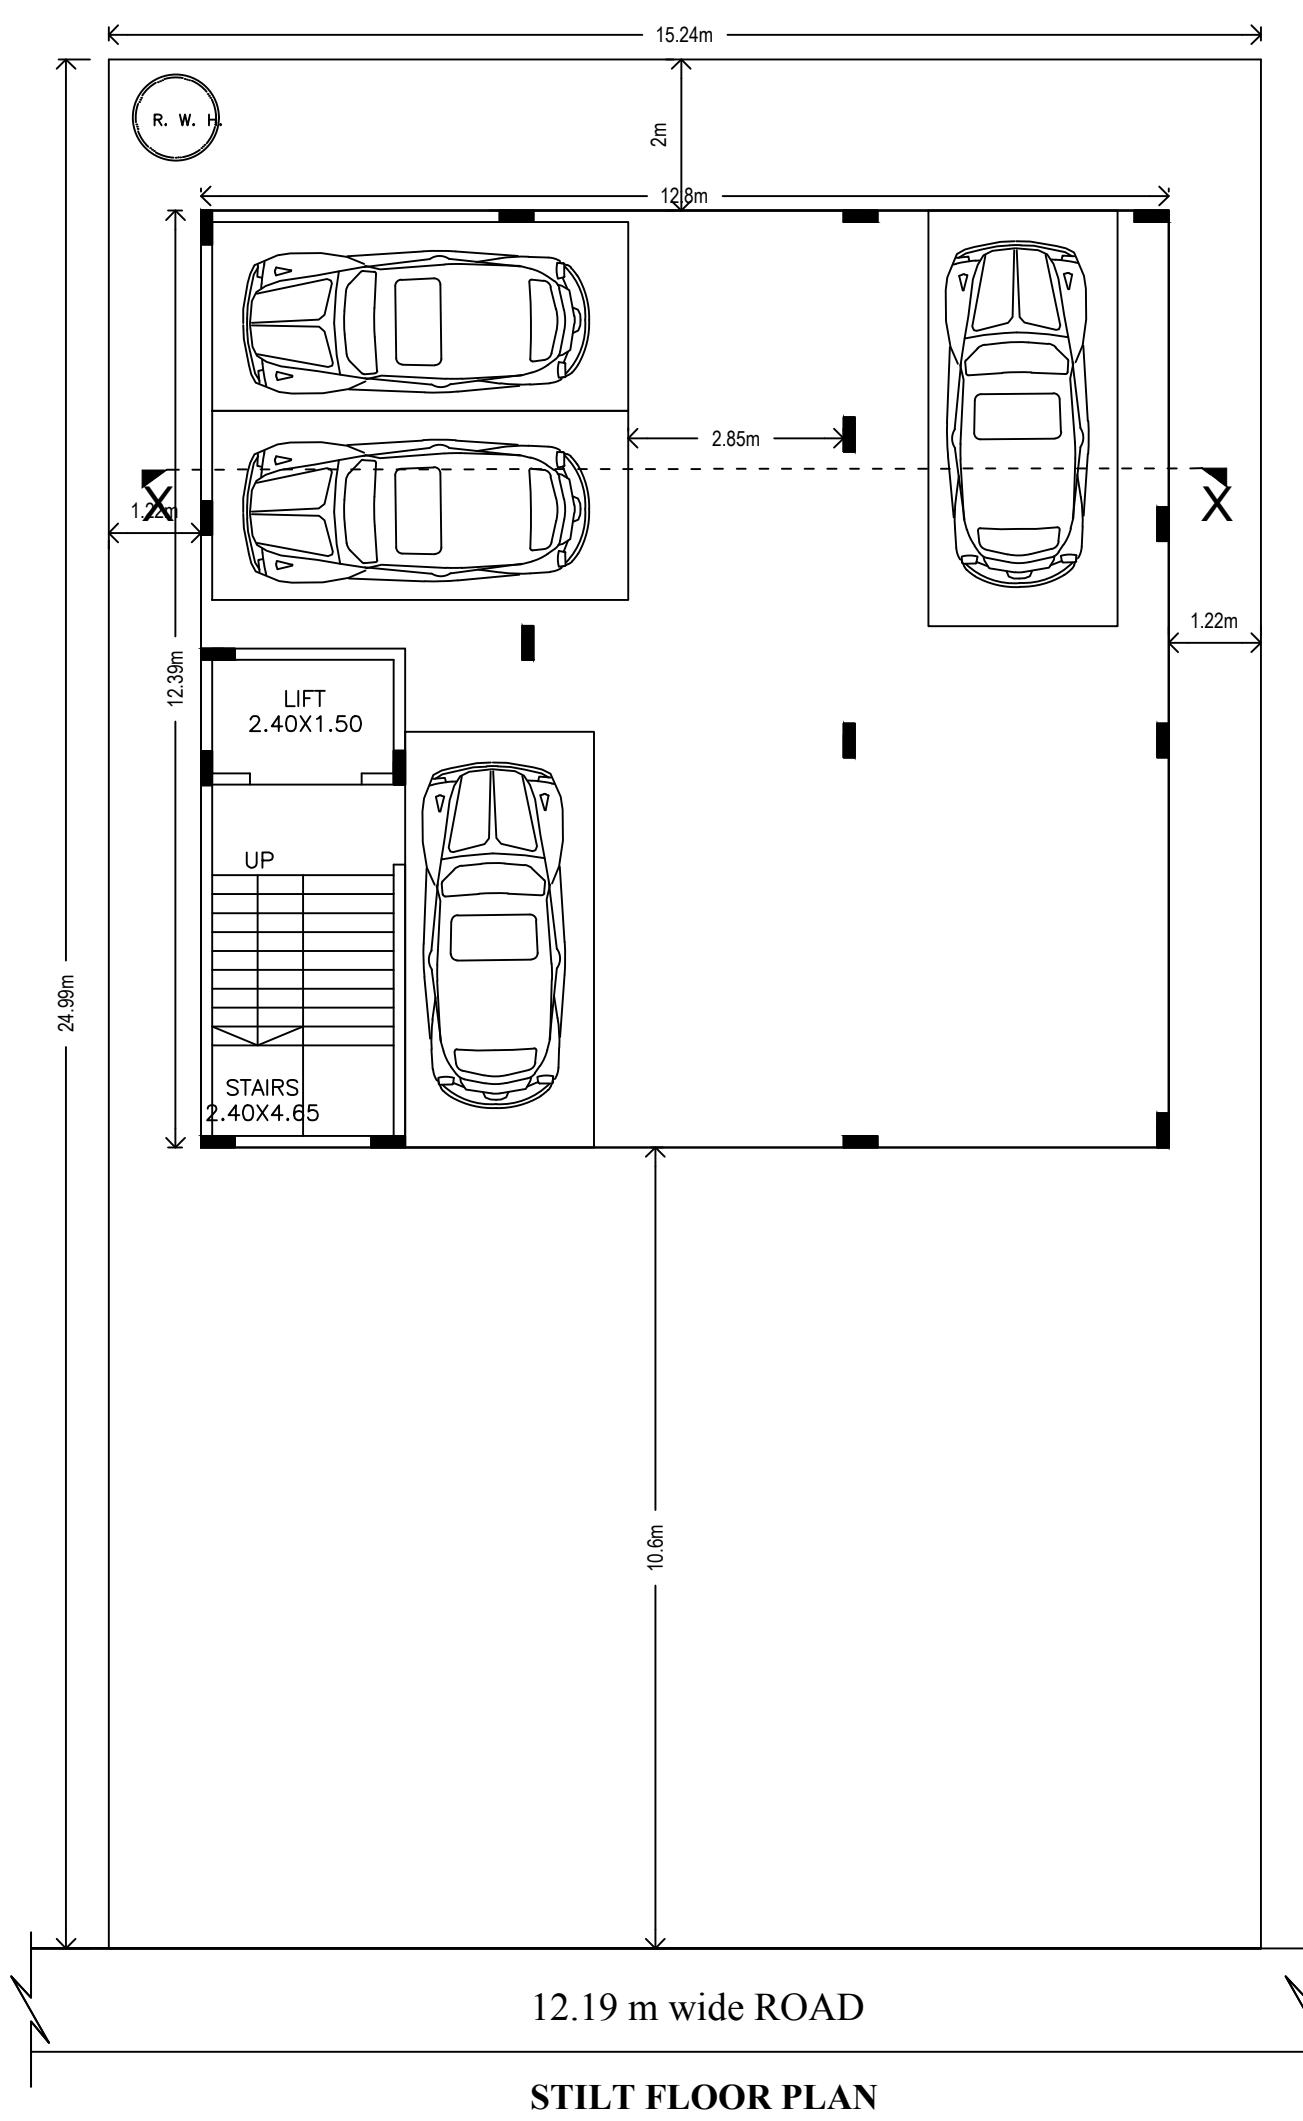 15.24m
R. W. H.
2m
12.8m
2.85m
X
X
1.22m
1.22m
12.39m
LIFT
2.40X1.50
UP
24.99m
STAIRS
2.40X4.65
10.6m
12.19 m wide ROAD
STILT FLOOR PLAN